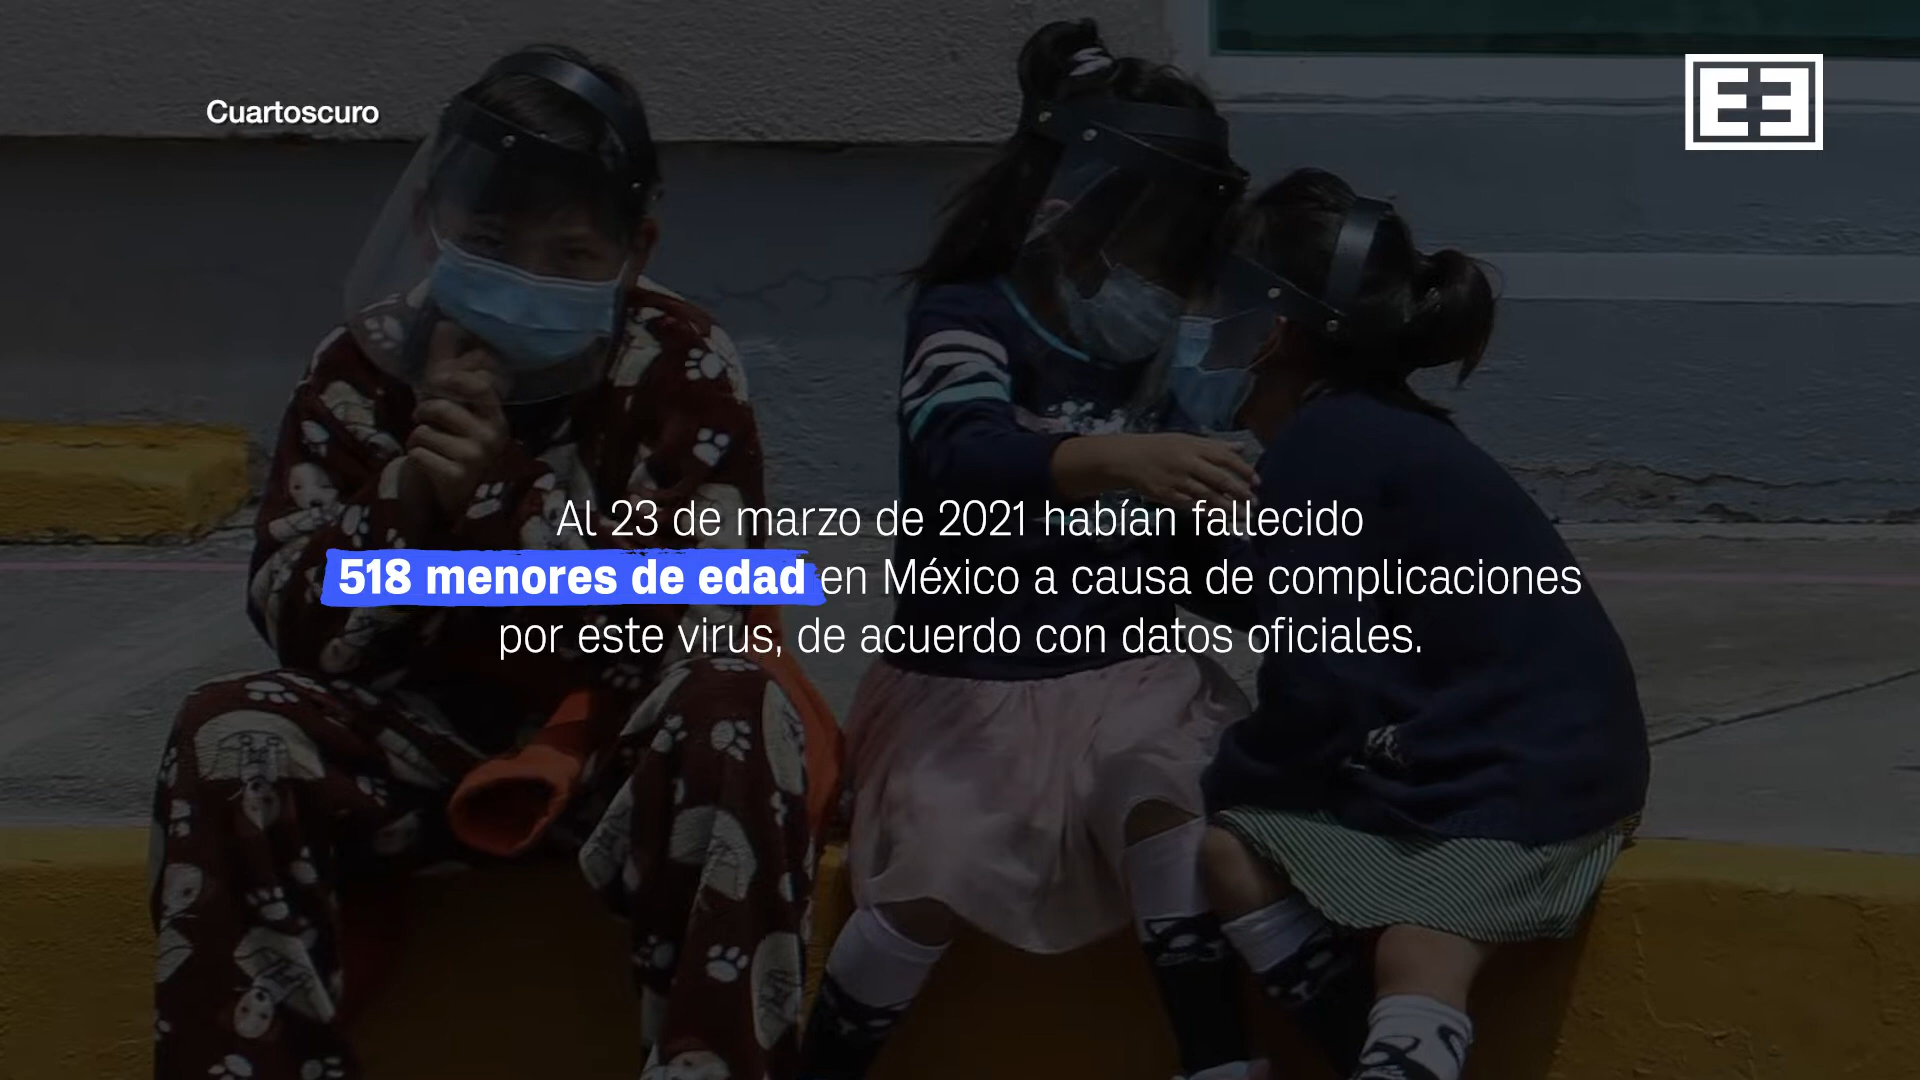 Cuartoscuro
EE
Al 23 de marzo de 2021 habían fallecido
518 menores de edad en México a causa de complicaciones
por este virus, de acuerdo con datos oficiales.